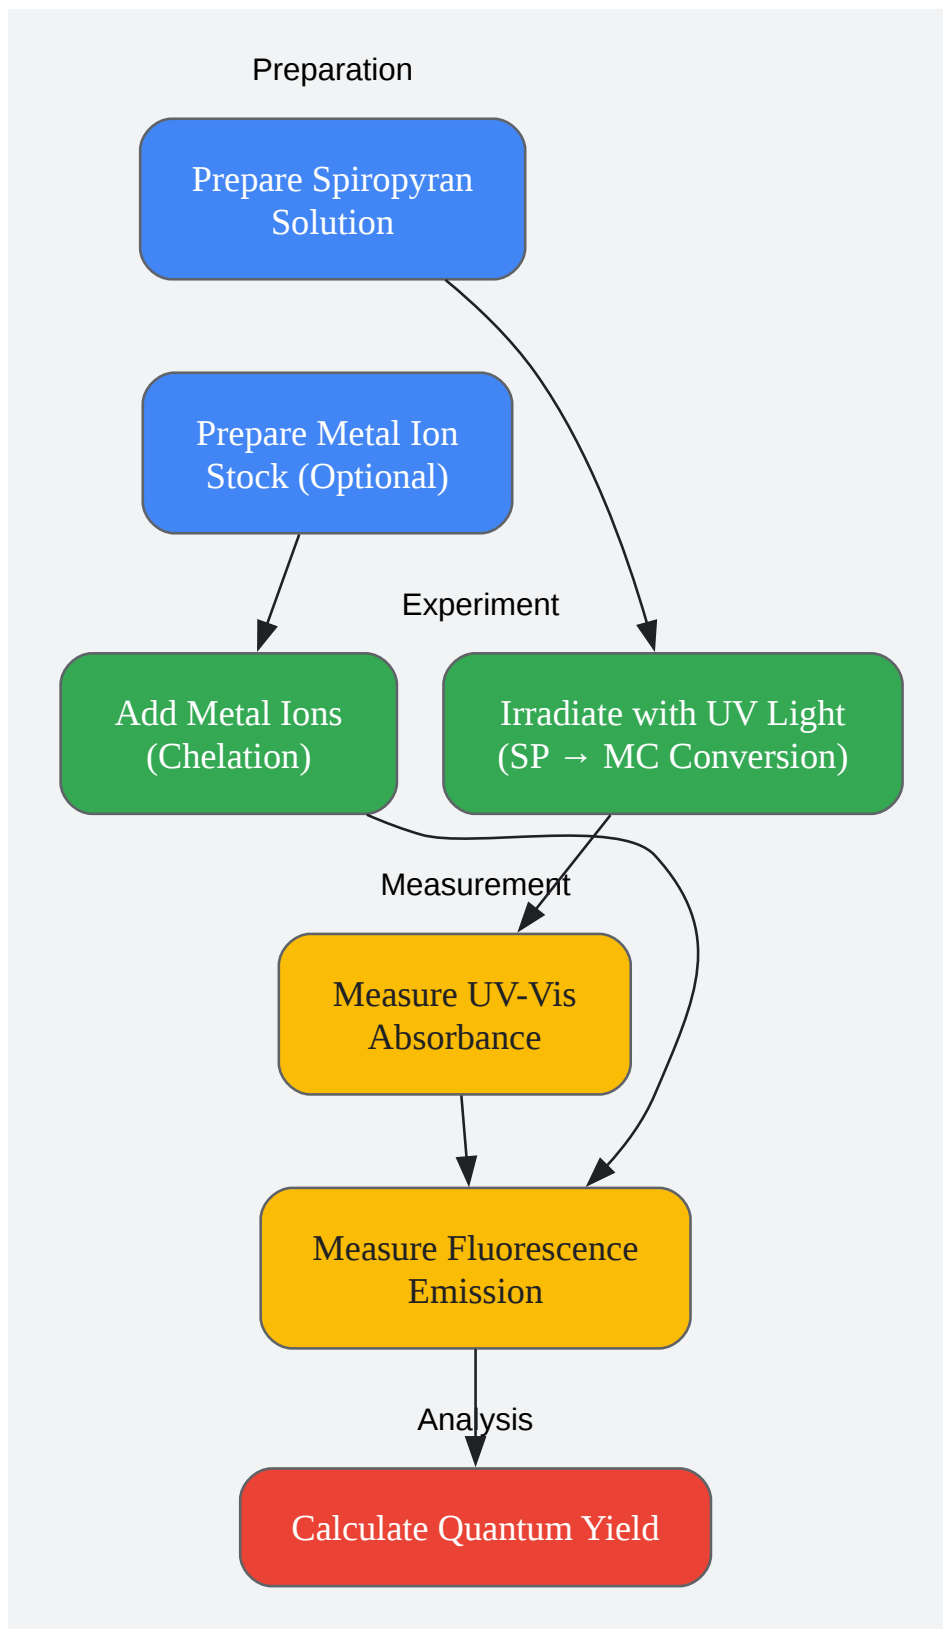 Preparation
Prepare Spiropyran
Solution
Prepare Metal Ion
Stock (Optional)
Experiment
Add Metal Ions
(Chelation)
Irradiate with UV Light
(SP → MC Conversion)
Measurement
Measure UV-Vis
Absorbance
Measure Fluorescence
Emission
Analysis
Calculate Quantum Yield